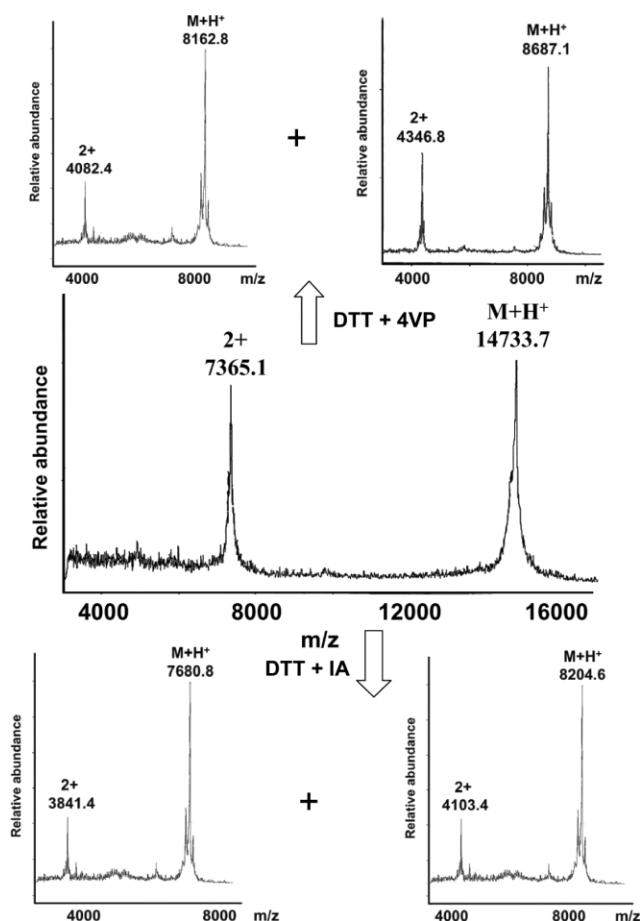 M+H⁺
8162.8
2+
4082.4
Relative abundance
4000
8000
m/z
+
M+H⁺
8687.1
2+
4346.8
Relative abundance
4000
8000
m/z
DTT + 4VP
M+H⁺
14733.7
2+
7365.1
Relative abundance
4000
8000
12000
16000
m/z
DTT + IA
M+H⁺
7680.8
2+
3841.4
Relative abundance
4000
8000
m/z
+
M+H⁺
8204.6
2+
4103.4
Relative abundance
4000
8000
m/z